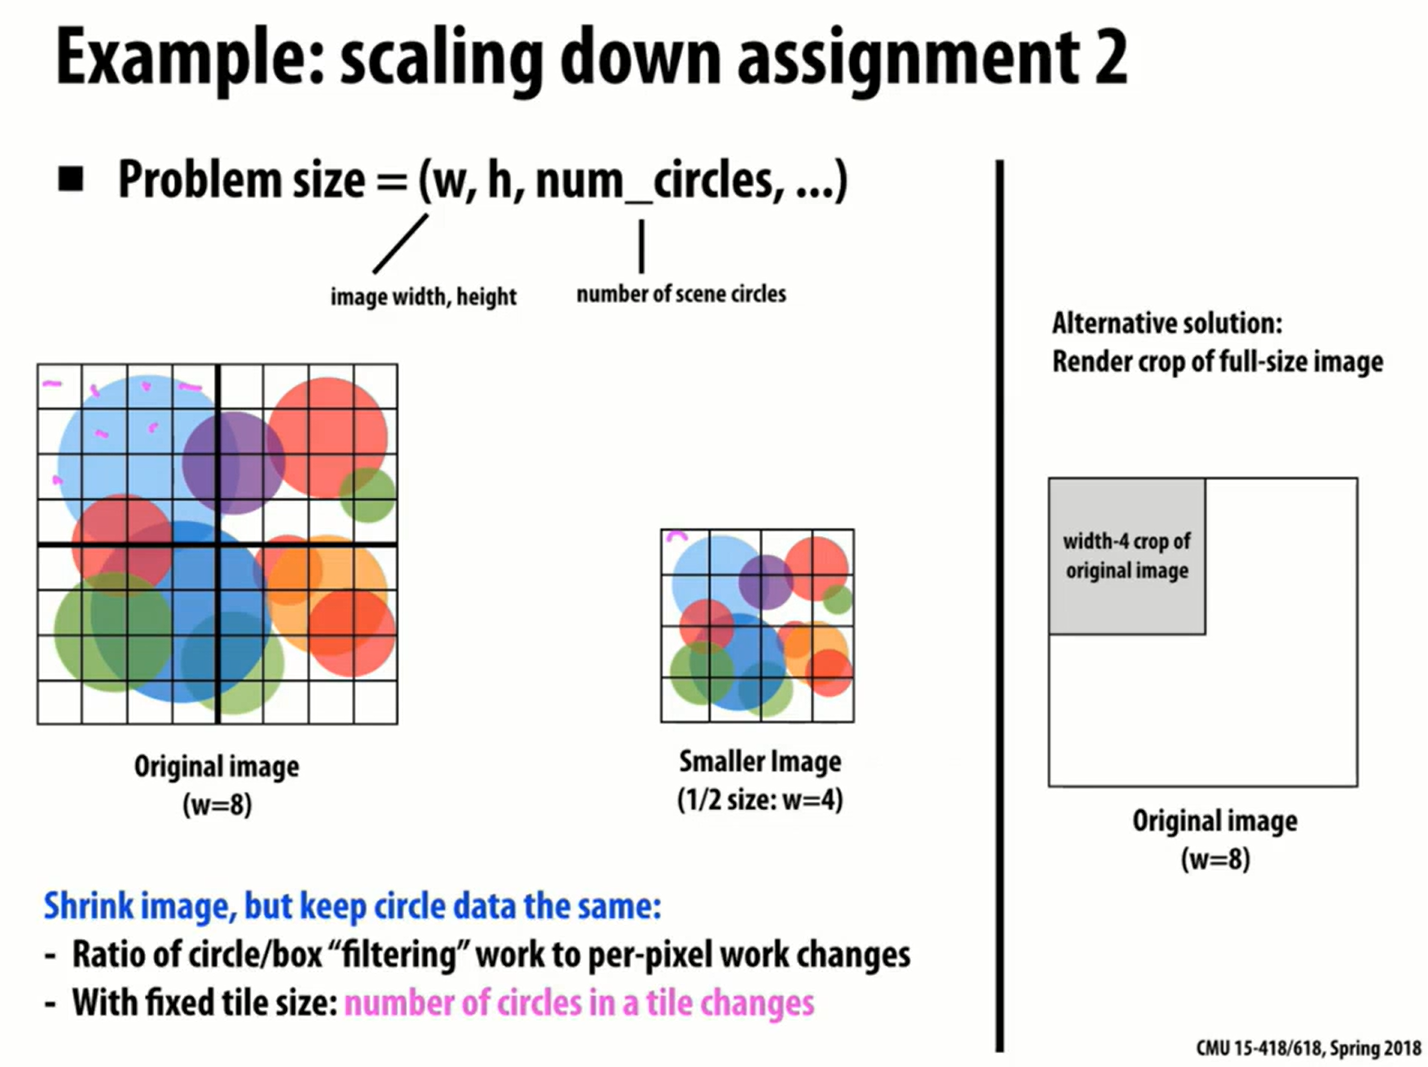 Example: scaling down assignment 2
■ Problem size = (w, h, num_circles, ...)
image width, height
number of scene circles
Original image
(w=8)
Smaller Image
(1/2 size: w=4)
Shrink image, but keep circle data the same:
- Ratio of circle/box “filtering” work to per-pixel work changes
- With fixed tile size: number of circles in a tile changes
Alternative solution:
Render crop of full-size image
width-4 crop of
original image
Original image
(w=8)
CMU 15-418/618, Spring 2018